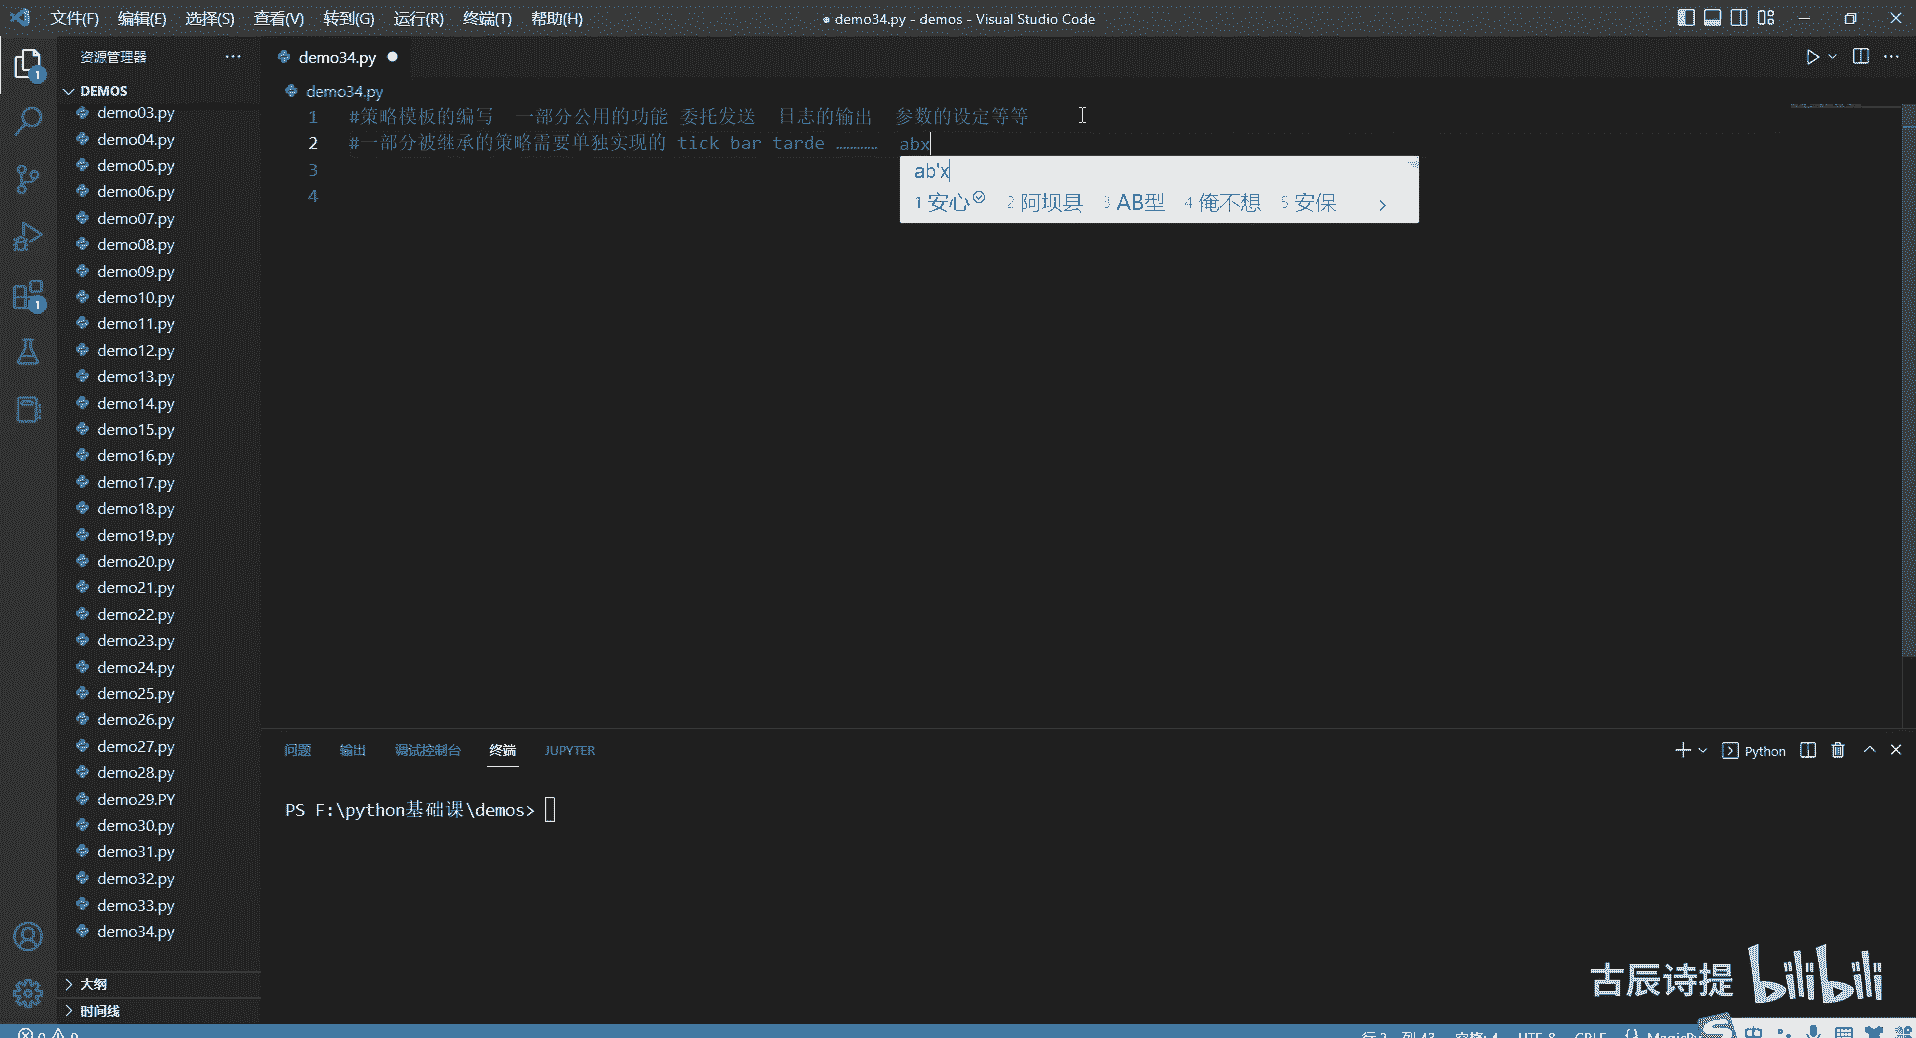 文件(F) 编辑(E) 选择(S) 查看(V) 转到(G) 运行(R) 终端(T) 帮助(H)
● demo34.py - demos - Visual Studio Code
资源管理器
demo34.py ●
DEMOS
demo34.py
demo03.py
demo04.py
demo05.py
demo06.py
demo07.py
demo08.py
demo09.py
demo10.py
demo11.py
demo12.py
demo13.py
demo14.py
demo15.py
demo16.py
demo17.py
demo18.py
demo19.py
demo20.py
demo21.py
demo22.py
demo23.py
demo24.py
demo25.py
demo26.py
demo27.py
demo28.py
demo29.PY
demo30.py
demo31.py
demo32.py
demo33.py
demo34.py
大纲
时间线
1 #策略模板的编写 一部分公用的功能 委托发送 日志的输出 参数的设定等等
2 #一部分被继承的策略需要单独实现的 tick bar tarde ………… abx
3
4
ab'x
1 安心 2 阿坝县 3 AB型 4 俺不想 5 安保
问题 输出 调试控制台 终端 JUPYTER
Python
PS F:\python基础课\demos>
古辰诗提
bilibili
行 2, 列 43 空格: 4 UTF-8 CRLF